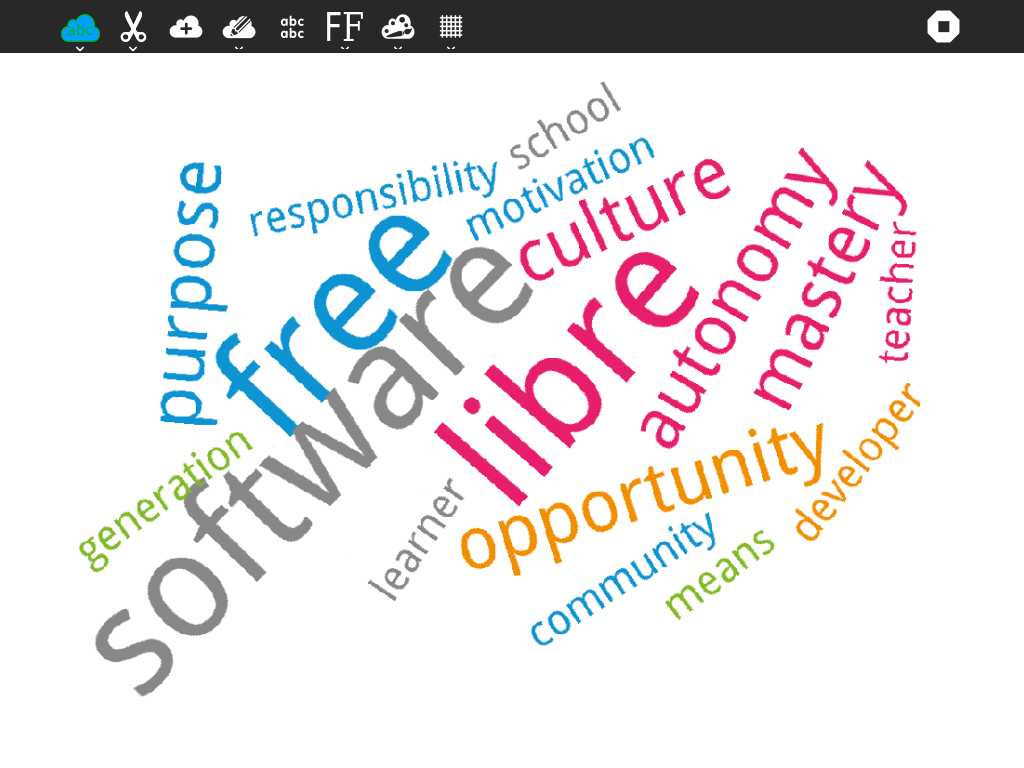 abc
abc
abc
FF
school
responsibility
motivation
purpose
culture
free
autonomy
mastery
software
libre
teacher
generation
opportunity
developer
learner
community
means